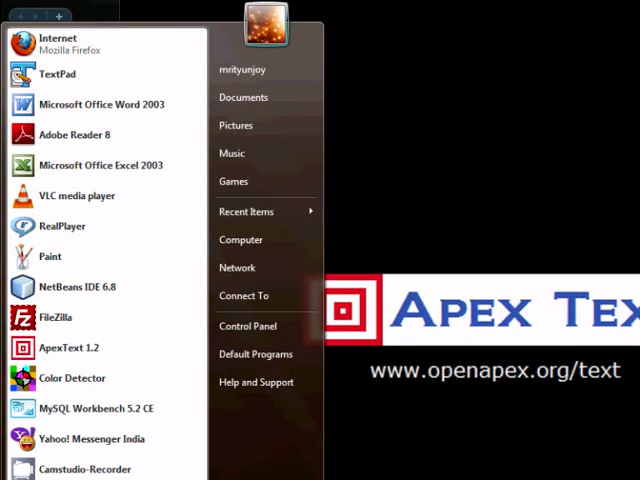 Internet
Mozilla Firefox
TextPad
Microsoft Office Word 2003
Adobe Reader 8
Microsoft Office Excel 2003
VLC media player
RealPlayer
Paint
NetBeans IDE 6.8
FileZilla
ApexText 1.2
Color Detector
MySQL Workbench 5.2 CE
Yahoo! Messenger India
Camstudio-Recorder
mrityunjoy
Documents
Pictures
Music
Games
Recent Items
Computer
Network
Connect To
Control Panel
Default Programs
Help and Support
Apex Tex
www.openapex.org/text